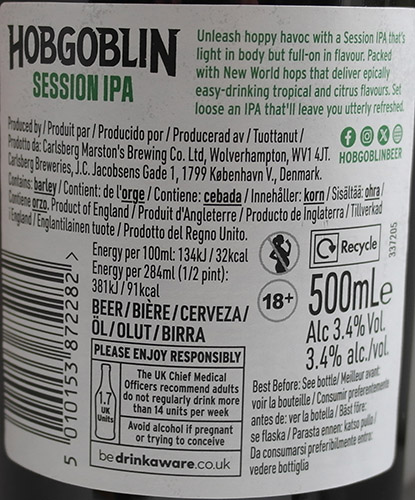 HOBGOBLIN
SESSION IPA
Unleash hoppy havoc with a Session IPA that's
light in body but full-on in flavour. Packed
with New World hops that deliver epically
easy-drinking tropical and citrus flavours. Set
loose an IPA that'll leave you utterly refreshed.
HOBGOBLINBEER
Produced by / Produit par / Producido por / Producerad av / Tuottanut /
Prodotto da: Carlsberg Marston's Brewing Co. Ltd, Wolverhampton, WV1 4JT.
Carlsberg Breweries, J.C. Jacobsens Gade 1, 1799 København V., Denmark.
Contains: barley / Contient: de l'orge / Contiene: cebada / Innehåller: korn / Sisältää: ohra /
Contiene orzo. Product of England / Produit d'Angleterre / Producto de Inglaterra / Tillverkad
i England / Englantilainen tuote / Prodotto del Regno Unito.
337205
Energy per 100ml: 134kJ / 32kcal
Energy per 284ml (1/2 pint):
381kJ / 91kcal
BEER / BIÈRE / CERVEZA /
ÖL / OLUT / BIRRA
Recycle
18+
500mLe
Alc 3.4% Vol.
3.4% alc./vol.
PLEASE ENJOY RESPONSIBLY
1.7
UK
Units
The UK Chief Medical
Officers recommend adults
do not regularly drink more
than 14 units per week
Avoid alcohol if pregnant
or trying to conceive
bedrinkaware.co.uk
Best Before: See bottle / Meilleur avant:
voir la bouteille / Consumir preferentemente
antes de: ver la botella / Bäst före:
se flaska / Parasta ennen: katso pullo /
Da consumarsi preferibilmente entro:
vedere bottiglia
5 010153 872282 >